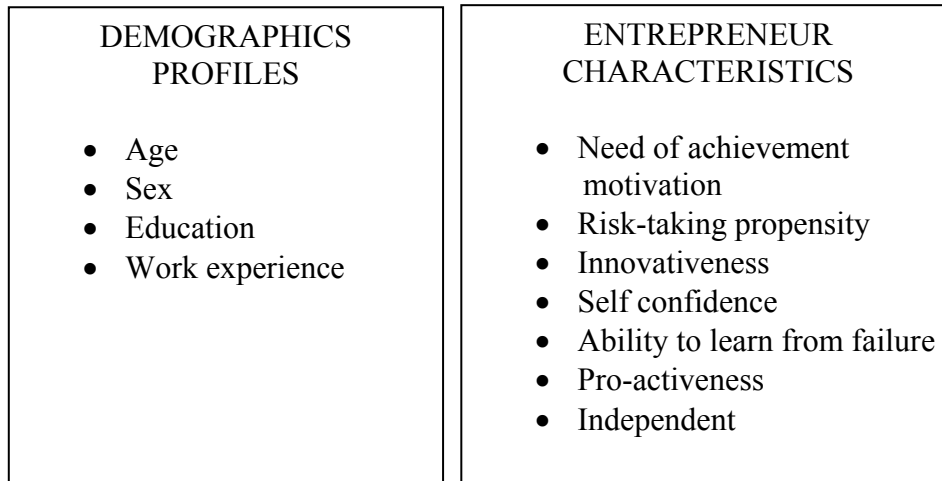 DEMOGRAPHICS
PROFILES
• Age
• Sex
• Education
• Work experience
ENTREPRENEUR
CHARACTERISTICS
• Need of achievement
motivation
• Risk-taking propensity
• Innovativeness
• Self confidence
• Ability to learn from failure
• Pro-activeness
• Independent